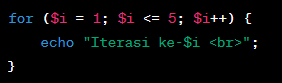 for ($i = 1; $i <= 5; $i++) {
    echo "Iterasi ke-$i <br>";
}